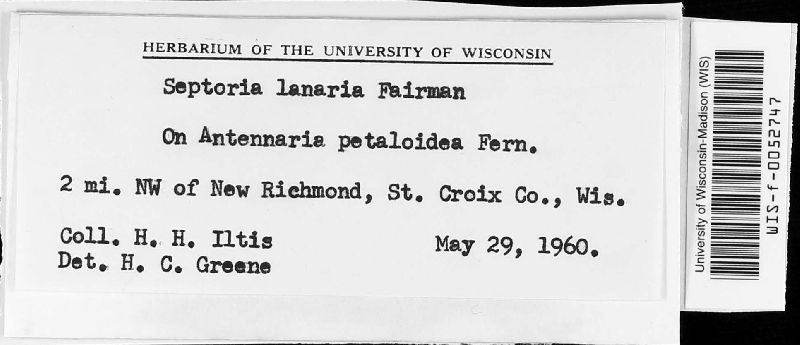 HERBARIUM OF THE UNIVERSITY OF WISCONSIN
Septoria lanaria Fairman
On Antennaria petaloidea Fern.
2 mi. NW of New Richmond, St. Croix Co., Wis.
Coll. H. H. Iltis May 29, 1960.
Det. H. C. Greene
University of Wisconsin-Madison (WIS)
WIS-f-0052747